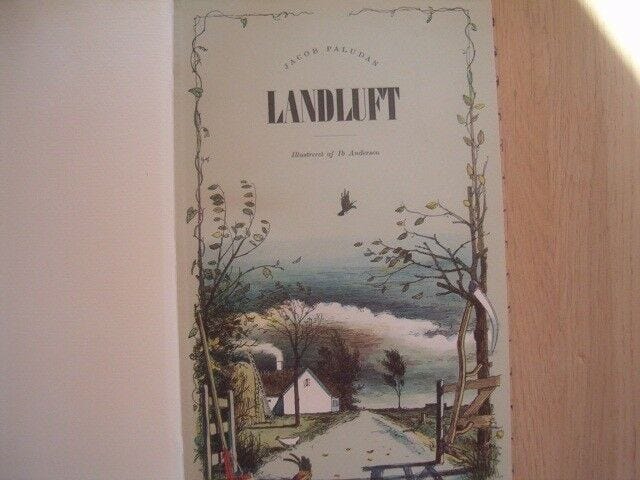 JACOB PALUDAN
LANDLUFT
Illustreret af Ib Andersen